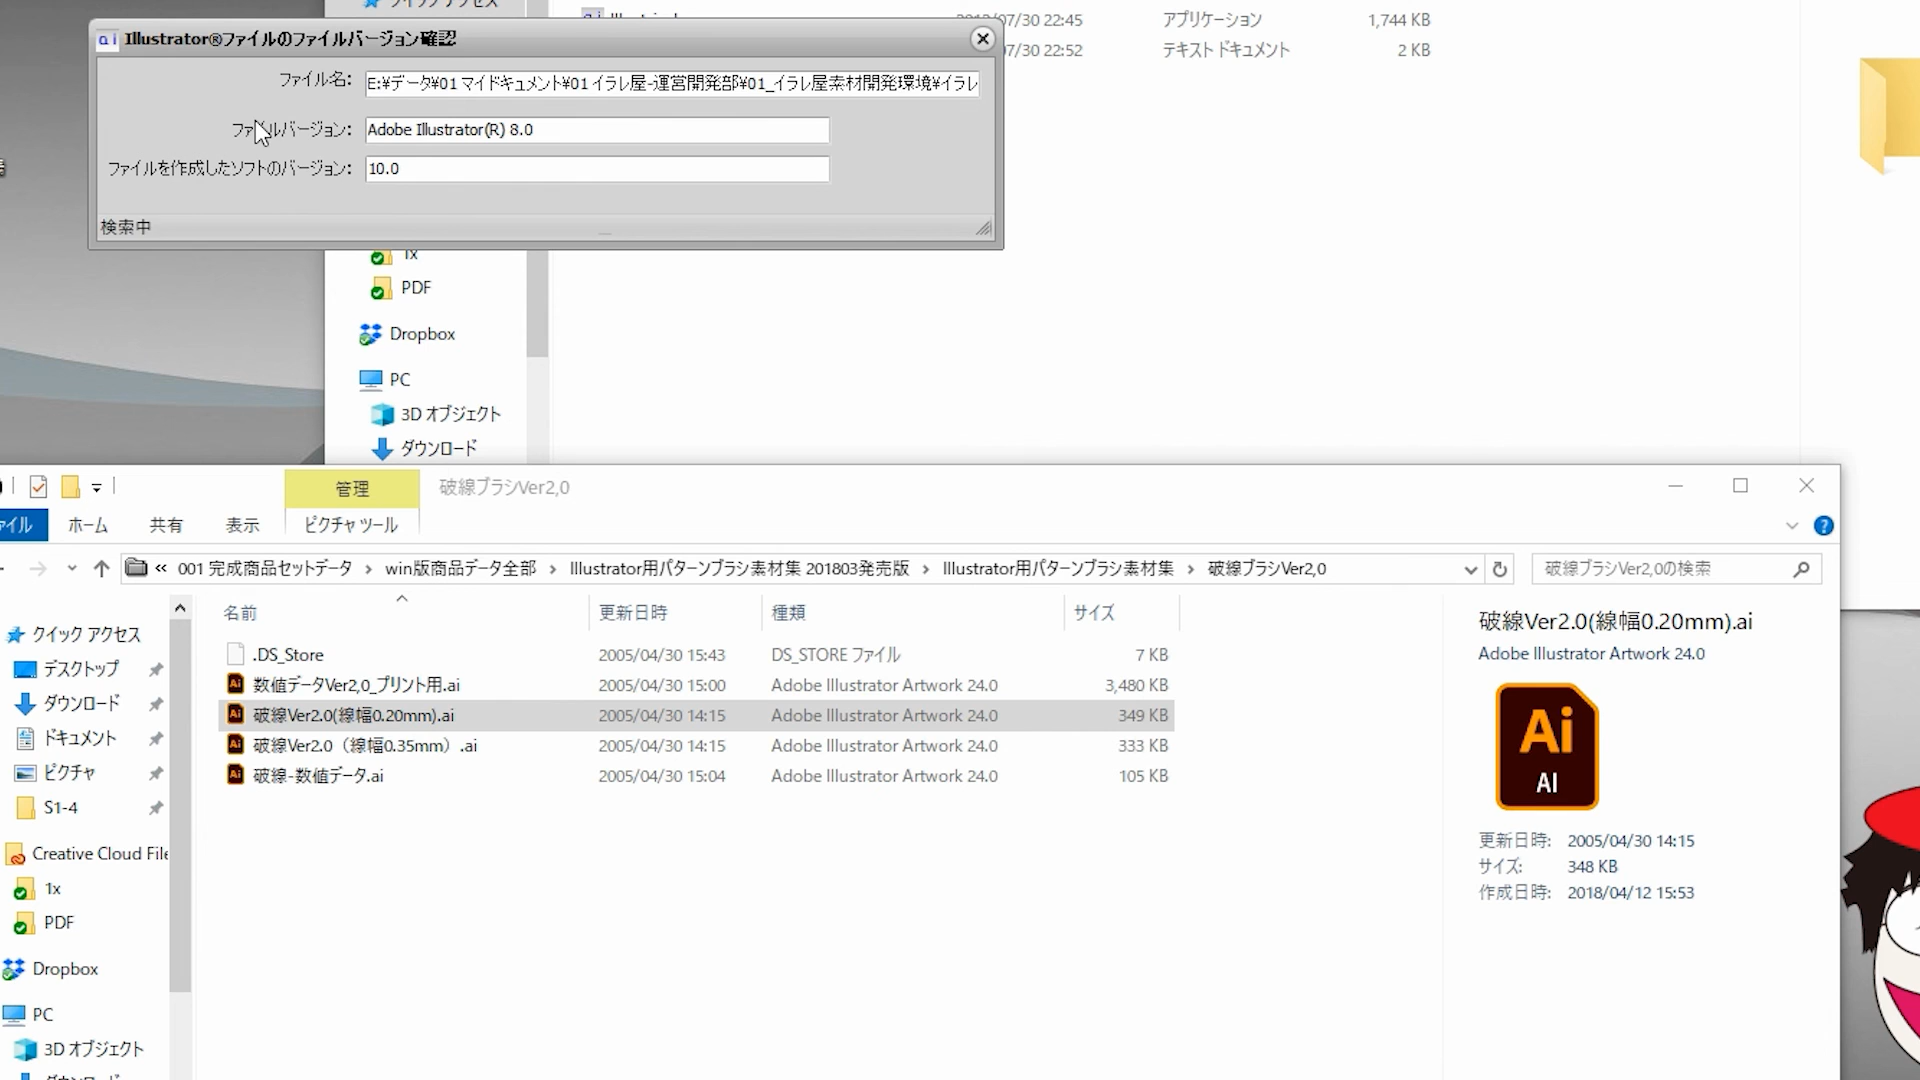 クイック アクセス
2012/07/30 22:45 アプリケーション 1,744 KB
7/30 22:52 テキスト ドキュメント 2 KB
ai Illustrator®ファイルのファイルバージョン確認
ファイル名: E:¥データ¥01 マイドキュメント¥01 イラレ屋-運営開発部¥01_イラレ屋素材開発環境¥イラレ
ファイルバージョン: Adobe Illustrator(R) 8.0
ファイルを作成したソフトのバージョン: 10.0
検索中
1x
PDF
Dropbox
PC
3D オブジェクト
ダウンロード
管理 破線ブラシVer2,0
ァイル ホーム 共有 表示 ピクチャ ツール
« 001 完成商品セットデータ › win版商品データ全部 › Illustrator用パターンブラシ素材集 201803発売版 › Illustrator用パターンブラシ素材集 › 破線ブラシVer2,0
破線ブラシVer2,0の検索
クイック アクセス
デスクトップ
ダウンロード
ドキュメント
ピクチャ
S1-4
Creative Cloud File
1x
PDF
Dropbox
PC
3D オブジェクト
ダウンロード
名前 更新日時 種類 サイズ
.DS_Store 2005/04/30 15:43 DS_STORE ファイル 7 KB
数値データVer2,0_プリント用.ai 2005/04/30 15:00 Adobe Illustrator Artwork 24.0 3,480 KB
破線Ver2.0(線幅0.20mm).ai 2005/04/30 14:15 Adobe Illustrator Artwork 24.0 349 KB
破線Ver2.0（線幅0.35mm）.ai 2005/04/30 14:15 Adobe Illustrator Artwork 24.0 333 KB
破線-数値データ.ai 2005/04/30 15:04 Adobe Illustrator Artwork 24.0 105 KB
破線Ver2.0(線幅0.20mm).ai
Adobe Illustrator Artwork 24.0
Ai
AI
更新日時: 2005/04/30 14:15
サイズ: 348 KB
作成日時: 2018/04/12 15:53